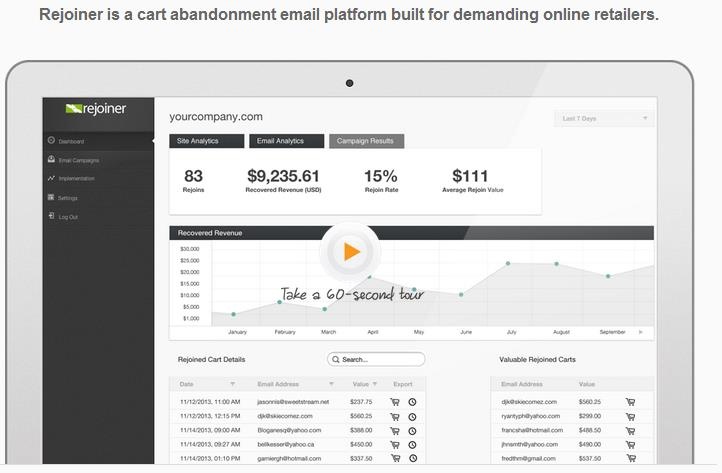 Rejoiner is a cart abandonment email platform built for demanding online retailers.
rejoiner
yourcompany.com
Last 7 Days
Dashboard
Email Campaigns
Implementation
Settings
Log Out
Site Analytics
Email Analytics
Campaign Results
83
Rejoins
$9,235.61
Recovered Revenue (USD)
15%
Rejoin Rate
$111
Average Rejoin Value
Recovered Revenue
$30,000
$25,000
$20,000
$15,000
$10,000
$5,000
$1,000
Take a 60-second tour
January February March April May June July August September
Rejoined Cart Details
Search...
Date Email Address Value Export
11/12/2013, 11:00 AM jasonnis@sweetstream.net $237.75
11/12/2013, 12:15 PM djk@skiecomez.com $560.25
11/14/2013, 09:00 AM Bloganesq@yahoo.com $388.00
11/14/2013, 09:27 AM bellkesser@yahoo.ca $450.00
11/14/2013, 01:10 PM garniergh@hotmail.com $337.50
Valuable Rejoined Carts
Email Address Value
djk@skiecomez.com $560.25
ryantyph@yahoo.com $299.00
francsha@hotmail.com $488.50
jhnsmth@yahoo.com $490.00
fredthm@gmail.com $537.50